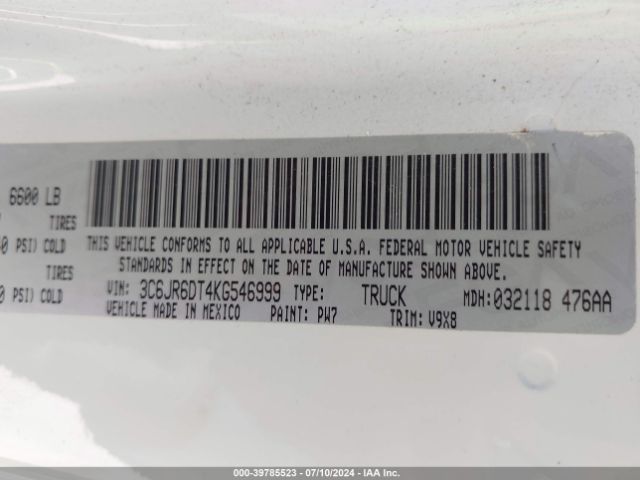 6600 LB
TIRES
PSI) COLD
TIRES
PSI) COLD
THIS VEHICLE CONFORMS TO ALL APPLICABLE U.S.A. FEDERAL MOTOR VEHICLE SAFETY
STANDARDS IN EFFECT ON THE DATE OF MANUFACTURE SHOWN ABOVE.
VIN: 3C6JR6DT4KG546999 TYPE: TRUCK MDH:032118 476AA
VEHICLE MADE IN MEXICO PAINT: PW7 TRIM: V9X8
000-39785523 - 07/10/2024 - IAA Inc.